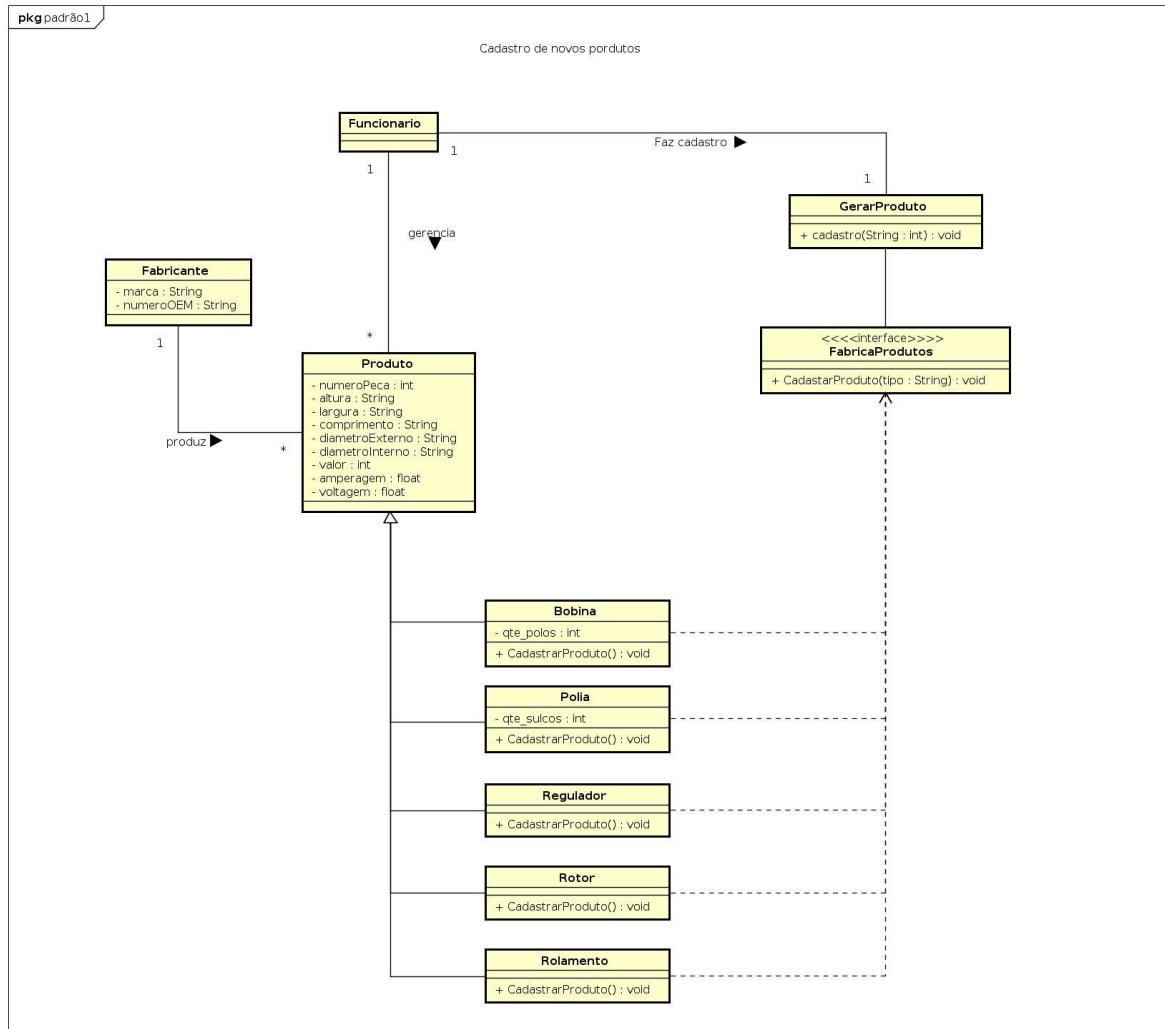 pkg padrão1
Cadastro de novos pordutos
Funcionario
1
Faz cadastro
1
1
GerarProduto
+ cadastro(String : int) : void
gerencia
Fabricante
- marca : String
- numeroOEM : String
1
*
<<<<interface>>>>
FabricaProdutos
+ CadastarProduto(tipo : String) : void
Produto
- numeroPeca : int
- altura : String
- largura : String
- comprimento : String
- diametroExterno : String
- diametroInterno : String
- valor : int
- amperagem : float
- voltagem : float
produz
*
Bobina
- qte_polos : int
+ CadastrarProduto() : void
Polia
- qte_sulcos : int
+ CadastrarProduto() : void
Regulador
+ CadastrarProduto() : void
Rotor
+ CadastrarProduto() : void
Rolamento
+ CadastrarProduto() : void